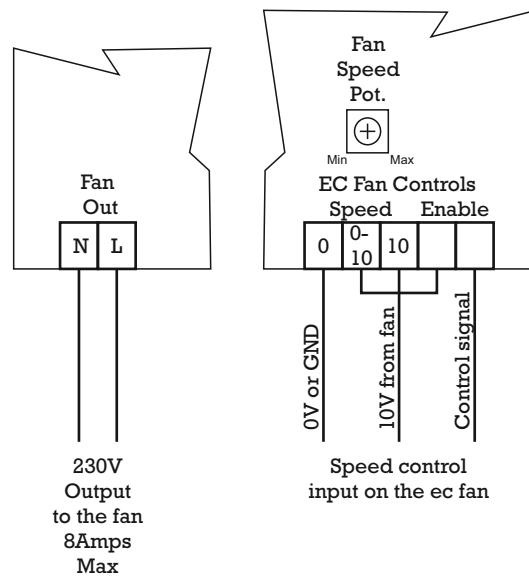 Fan
Out
N L
230V
Output
to the fan
8Amps
Max
Fan
Speed
Pot.
Min Max
EC Fan Controls
Speed Enable
0 0-10 10
0V or GND
10V from fan
Control signal
Speed control
input on the ec fan